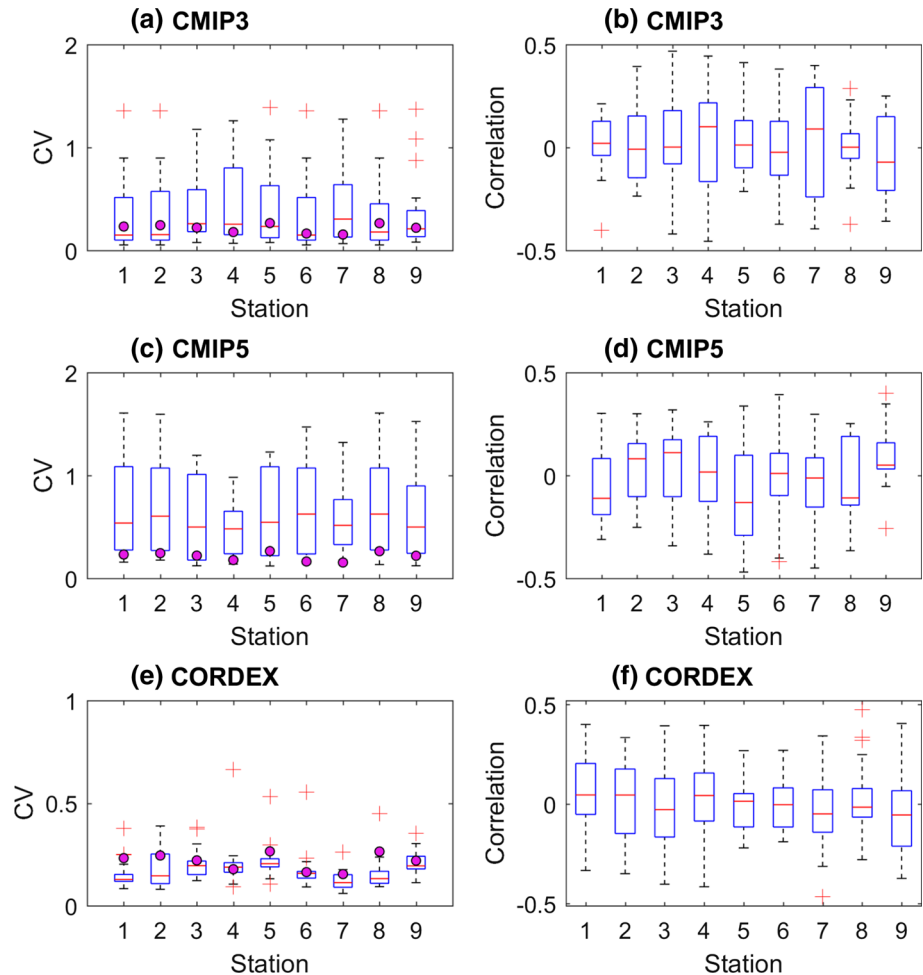 (a) CMIP3
2
1
0
CV
1 2 3 4 5 6 7 8 9
Station
(b) CMIP3
0.5
0
-0.5
Correlation
1 2 3 4 5 6 7 8 9
Station
(c) CMIP5
2
1
0
CV
1 2 3 4 5 6 7 8 9
Station
(d) CMIP5
0.5
0
-0.5
Correlation
1 2 3 4 5 6 7 8 9
Station
(e) CORDEX
1
0.5
0
CV
1 2 3 4 5 6 7 8 9
Station
(f) CORDEX
0.5
0
-0.5
Correlation
1 2 3 4 5 6 7 8 9
Station